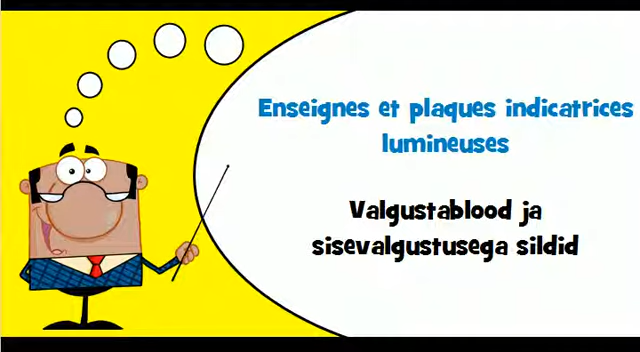 Enseignes et plaques indicatrices
lumineuses
Valgustablood ja
sisevalgustusega sildid